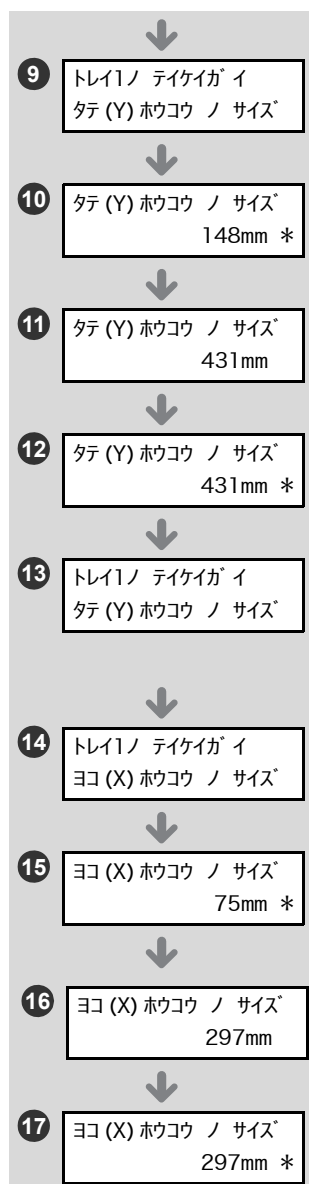 9
トレイ1ノ テイケイガイ
タテ (Y) ホウコウ ノ サイズ
10
タテ (Y) ホウコウ ノ サイズ
148mm *
11
タテ (Y) ホウコウ ノ サイズ
431mm
12
タテ (Y) ホウコウ ノ サイズ
431mm *
13
トレイ1ノ テイケイガイ
タテ (Y) ホウコウ ノ サイズ
14
トレイ1ノ テイケイガイ
ヨコ (X) ホウコウ ノ サイズ
15
ヨコ (X) ホウコウ ノ サイズ
75mm *
16
ヨコ (X) ホウコウ ノ サイズ
297mm
17
ヨコ (X) ホウコウ ノ サイズ
297mm *